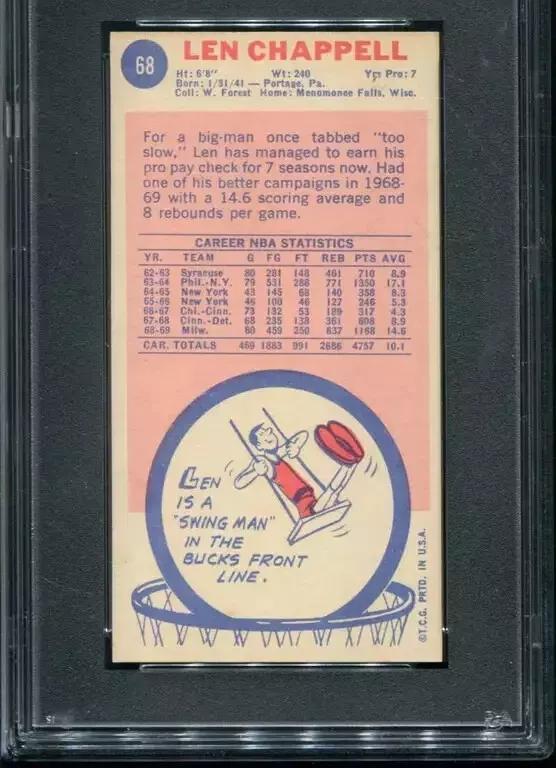 68
LEN CHAPPELL
Ht: 6'8" Wt: 240 Yrs Pro: 7
Born: 1/31/41 — Portage, Pa.
Coll: W. Forest Home: Menomonee Falls, Wisc.
For a big-man once tabbed "too
slow," Len has managed to earn his
pro pay check for 7 seasons now. Had
one of his better campaigns in 1968-
69 with a 14.6 scoring average and
8 rebounds per game.
CAREER NBA STATISTICS
YR. TEAM G FG FT REB PTS AVG
62-63 Syracuse 80 281 148 461 710 8.9
63-64 Phil.-N.Y. 79 531 288 771 1350 17.1
64-65 New York 43 145 68 140 358 8.3
65-66 New York 46 100 46 127 246 5.3
66-67 Chi.-Cinn. 73 132 53 189 317 4.3
67-68 Cinn.-Det. 68 235 138 361 608 8.9
68-69 Milw. 80 459 250 637 1168 14.6
CAR. TOTALS 469 1883 991 2686 4757 10.1
LEN
IS A
"SWING MAN"
IN THE
BUCKS FRONT
LINE.
©T.C.G. PRTD. IN U.S.A.